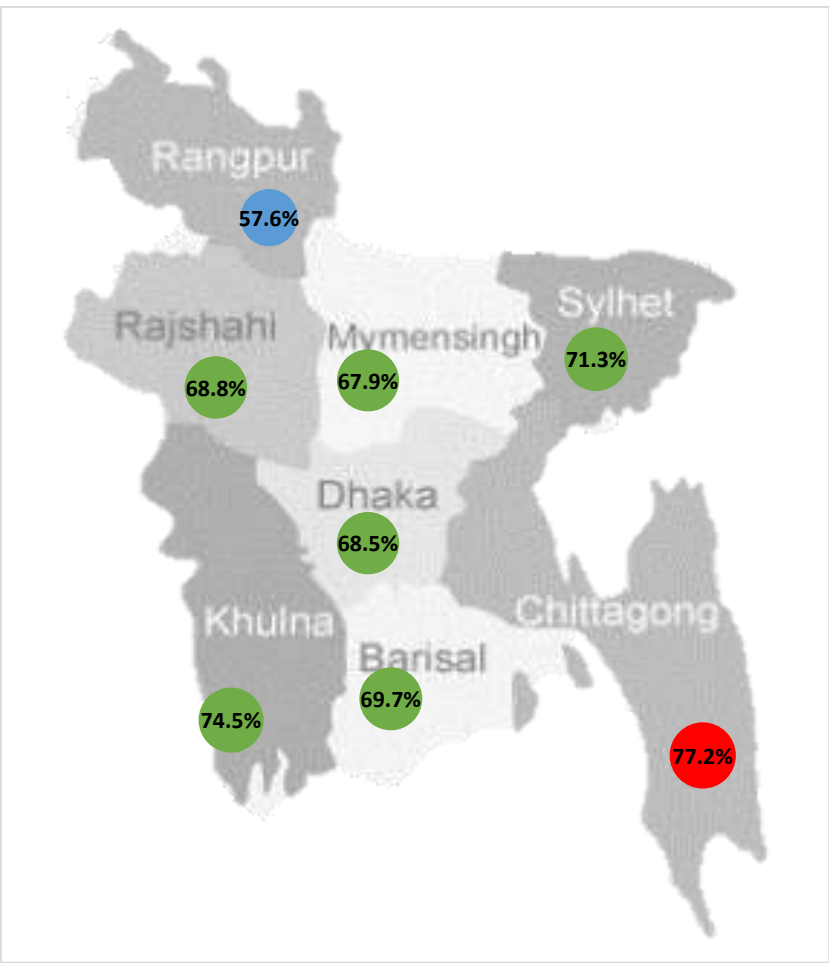 Rangpur
57.6%
Sylhet
71.3%
Rajshahi
68.8%
Mymensingh
67.9%
Dhaka
68.5%
Khulna
74.5%
Barisal
69.7%
Chittagong
77.2%